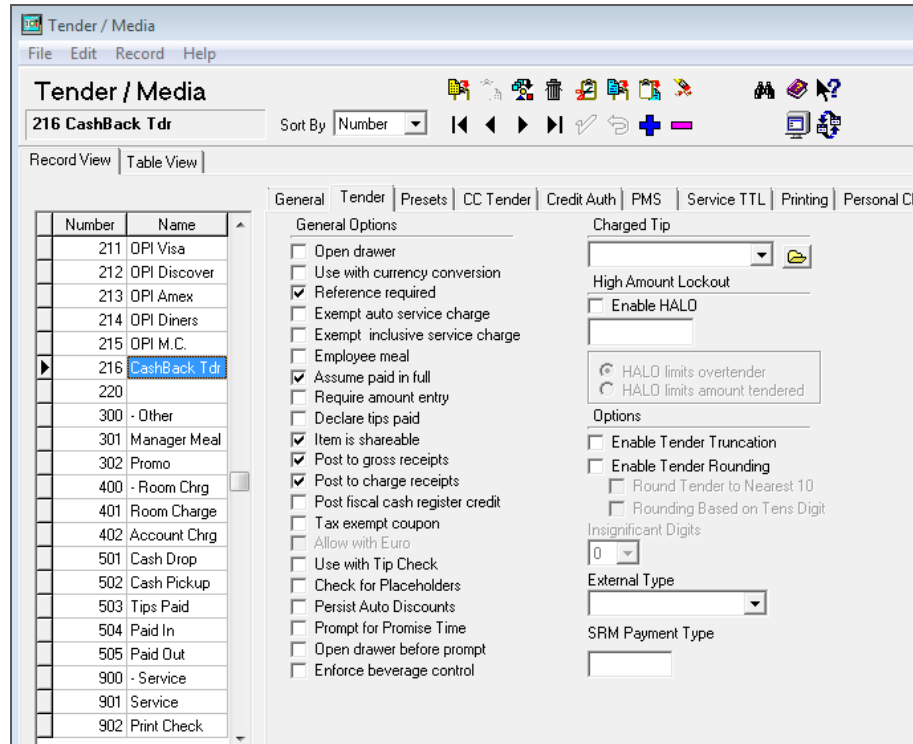 Tender / Media
File Edit Record Help
Tender / Media
216 CashBack Tdr
Sort By Number
Record View Table View
General Tender Presets CC Tender Credit Auth PMS Service TTL Printing Personal
Number Name
211 OPI Visa
212 OPI Discover
213 OPI Amex
214 OPI Diners
215 OPI M.C.
216 CashBack Tdr
220
300 - Other
301 Manager Meal
302 Promo
400 - Room Chrg
401 Room Charge
402 Account Chrg
501 Cash Drop
502 Cash Pickup
503 Tips Paid
504 Paid In
505 Paid Out
900 - Service
901 Service
902 Print Check
General Options
Open drawer
Use with currency conversion
Reference required
Exempt auto service charge
Exempt inclusive service charge
Employee meal
Assume paid in full
Require amount entry
Declare tips paid
Item is shareable
Post to gross receipts
Post to charge receipts
Post fiscal cash register credit
Tax exempt coupon
Allow with Euro
Use with Tip Check
Check for Placeholders
Persist Auto Discounts
Prompt for Promise Time
Open drawer before prompt
Enforce beverage control
Charged Tip
High Amount Lockout
Enable HALO
HALO limits overtender
HALO limits amount tendered
Options
Enable Tender Truncation
Enable Tender Rounding
Round Tender to Nearest 10
Rounding Based on Tens Digit
Insignificant Digits
0
External Type
SRM Payment Type